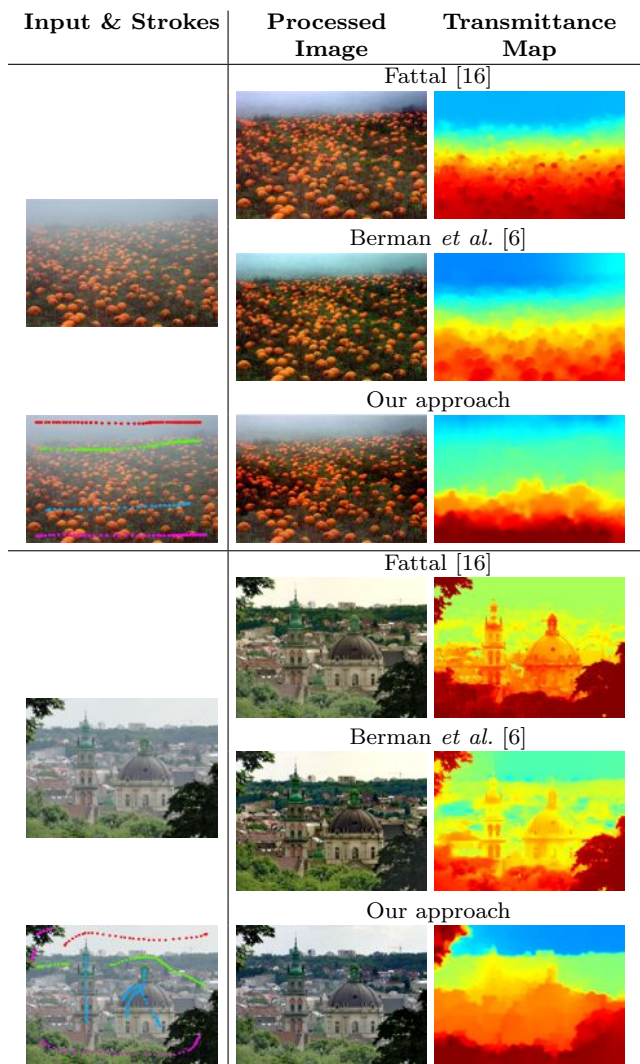 Input & Strokes
Processed Image
Transmittance Map
Fattal [16]
Berman et al. [6]
Our approach
Fattal [16]
Berman et al. [6]
Our approach